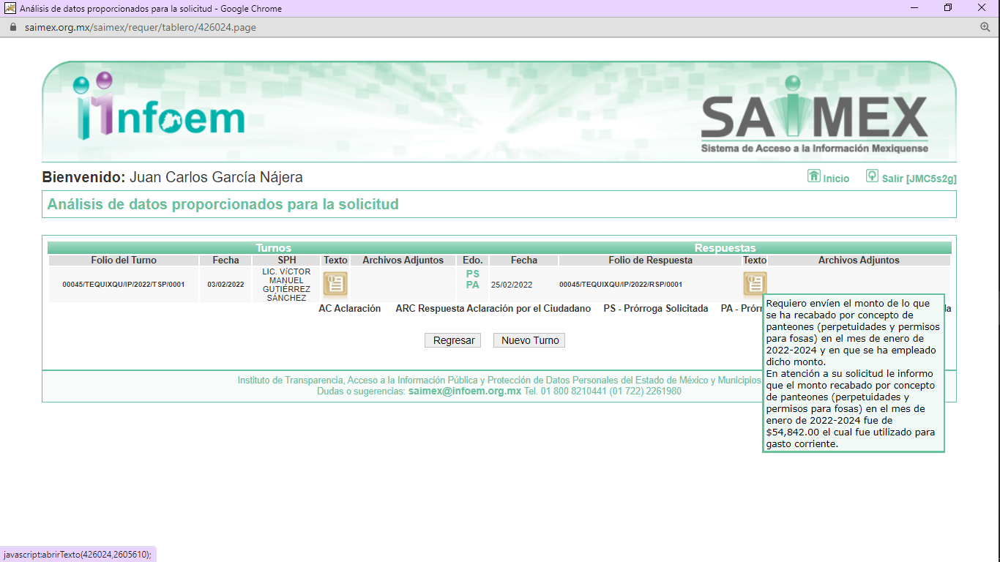 Análisis de datos proporcionados para la solicitud - Google Chrome
saimex.org.mx/saimex/requer/tablero/426024.page
infoem
SAIMEX
Sistema de Acceso a la Información Mexiquense
Bienvenido: Juan Carlos García Nájera
Inicio Salir [JMC5s2g]
Análisis de datos proporcionados para la solicitud
Turnos Respuestas
Folio del Turno Fecha SPH Texto Archivos Adjuntos Edo. Fecha Folio de Respuesta Texto Archivos Adjuntos
00045/TEQUIXQU/IP/2022/TSP/0001 03/02/2022 LIC. VíCTOR MANUEL GUTIÉRREZ SÁNCHEZ PS PA 25/02/2022 00045/TEQUIXQU/IP/2022/RSP/0001
AC Aclaración ARC Respuesta Aclaración por el Ciudadano PS - Prórroga Solicitada PA - Prórr la
Requiero envíen el monto de lo que
se ha recabado por concepto de
panteones (perpetuidades y permisos
para fosas) en el mes de enero de
2022-2024 y en que se ha empleado
dicho monto.
En atención a su solicitud le informo
que el monto recabado por concepto
de panteones (perpetuidades y
permisos para fosas) en el mes de
enero de 2022-2024 fue de
$54,842.00 el cual fue utilizado para
gasto corriente.
Regresar Nuevo Turno
Instituto de Transparencia, Acceso a la Información Pública y Protección de Datos Personales del Estado de México y Municipios
Dudas o sugerencias: saimex@infoem.org.mx Tel. 01 800 8210441 (01 722) 2261980
javascript:abrirTexto(426024,2605610);